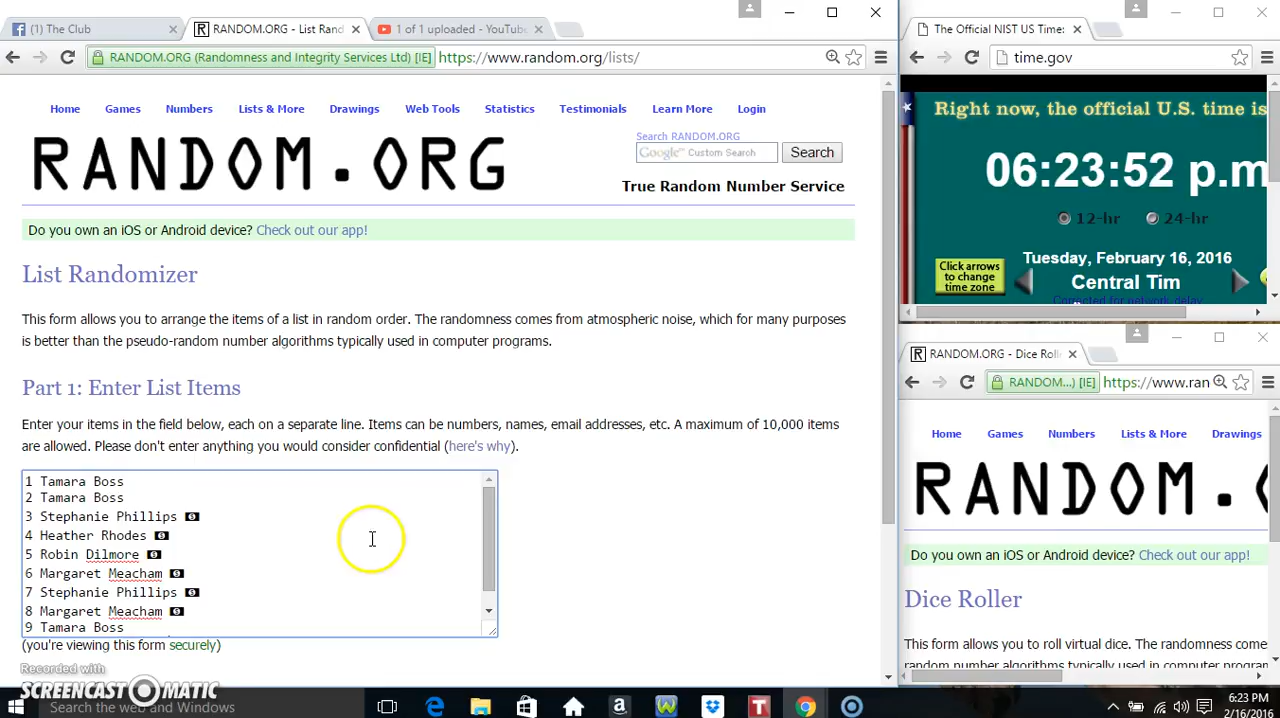 (1) The Club
RANDOM.ORG - List Rand
1 of 1 uploaded - YouTube
RANDOM.ORG (Randomness and Integrity Services Ltd) [IE]
https://www.random.org/lists/
Home Games Numbers Lists & More Drawings Web Tools Statistics Testimonials Learn More Login
RANDOM.ORG
Search RANDOM.ORG
Google™ Custom Search
Search
True Random Number Service
Do you own an iOS or Android device? Check out our app!
List Randomizer
This form allows you to arrange the items of a list in random order. The randomness comes from atmospheric noise, which for many purposes
is better than the pseudo-random number algorithms typically used in computer programs.
Part 1: Enter List Items
Enter your items in the field below, each on a separate line. Items can be numbers, names, email addresses, etc. A maximum of 10,000 items
are allowed. Please don't enter anything you would consider confidential (here's why).
1 Tamara Boss
2 Tamara Boss
3 Stephanie Phillips
4 Heather Rhodes
5 Robin Dilmore
6 Margaret Meacham
7 Stephanie Phillips
8 Margaret Meacham
9 Tamara Boss
(you're viewing this form securely)
Recorded with
SCREENCAST-O-MATIC
Search the web and Windows
The Official NIST US Time:
time.gov
Right now, the official U.S. time is
06:23:52 p.m
12-hr 24-hr
Tuesday, February 16, 2016
Click arrows
to change
time zone
Central Tim
Corrected for network delay
RANDOM.ORG - Dice Roll
RANDOM...) [IE]
https://www.ran
Home Games Numbers Lists & More Drawings
RANDOM.O
Do you own an iOS or Android device? Check out our app!
Dice Roller
This form allows you to roll virtual dice. The randomness come
random number algorithms typically used in computer program
6:23 PM
2/16/2016